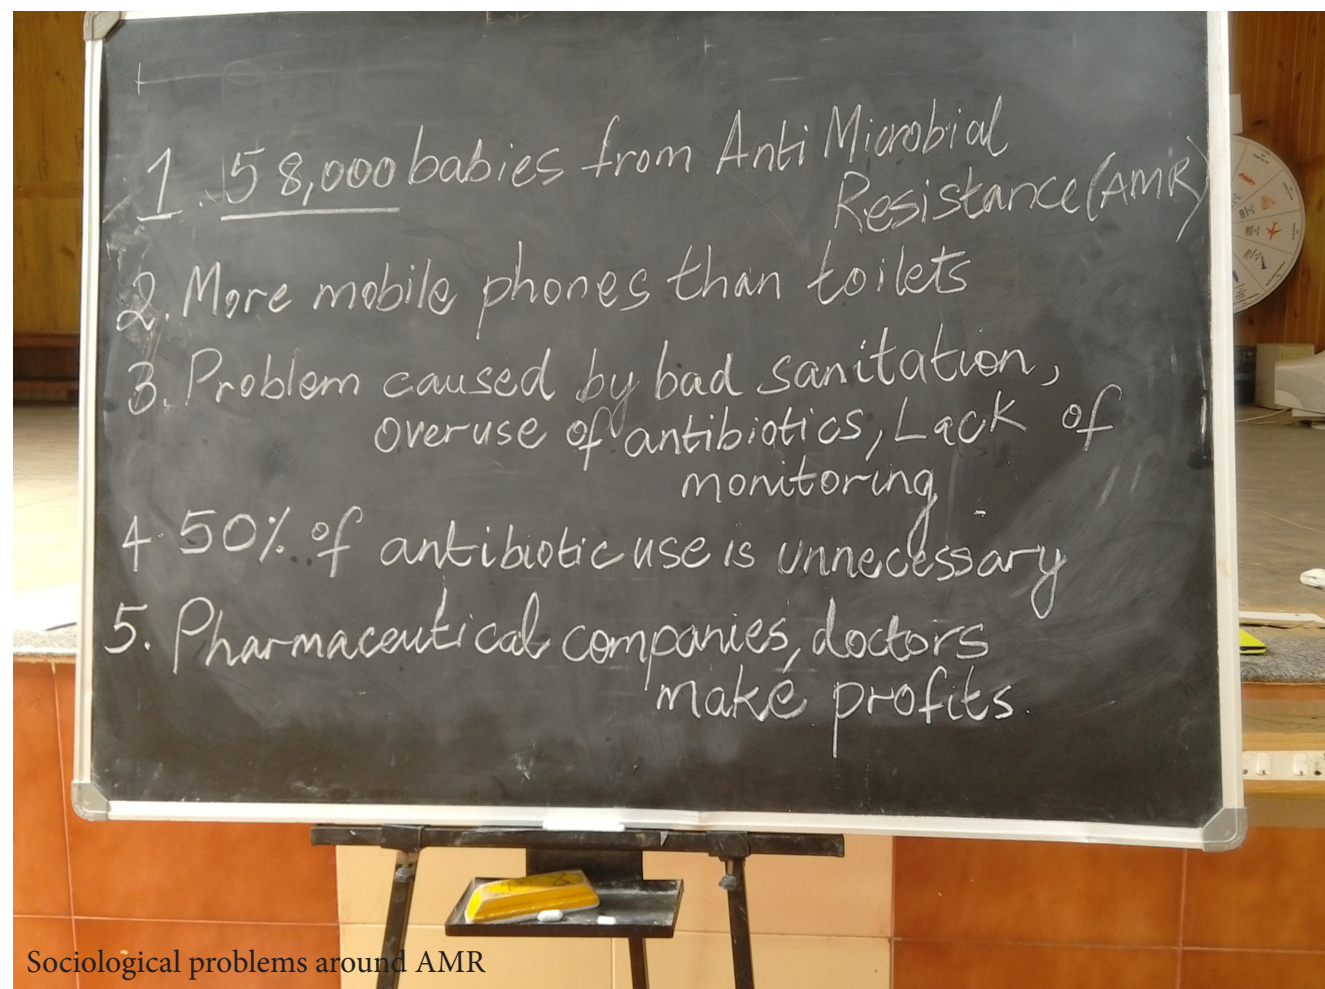 1. 58,000 babies from Anti Microbial
Resistance (AMR)
2. More mobile phones than toilets
3. Problem caused by bad sanitation,
overuse of antibiotics, Lack of
monitoring
4. 50% of antibiotic use is unnecessary
5. Pharmaceutical companies, doctors
make profits.
Sociological problems around AMR